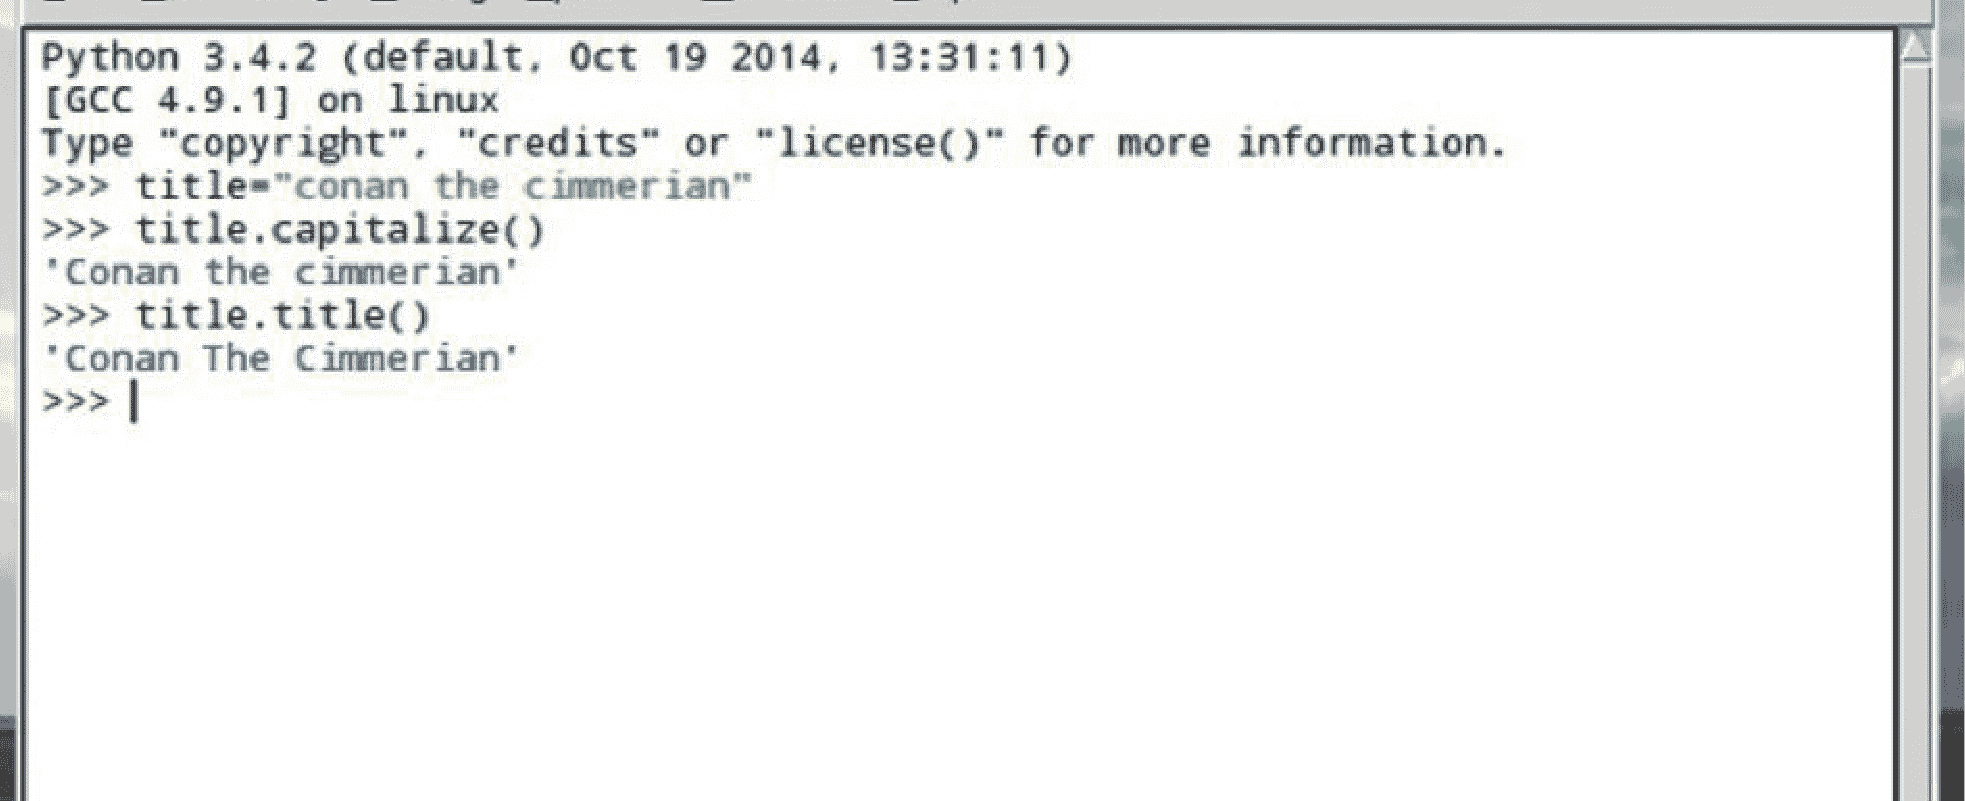 Python 3.4.2 (default, Oct 19 2014, 13:31:11)
[GCC 4.9.1] on linux
Type "copyright", "credits" or "license()" for more information.
>>> title="conan the cimmerian"
>>> title.capitalize()
'Conan the cimmerian'
>>> title.title()
'Conan The Cimmerian'
>>>